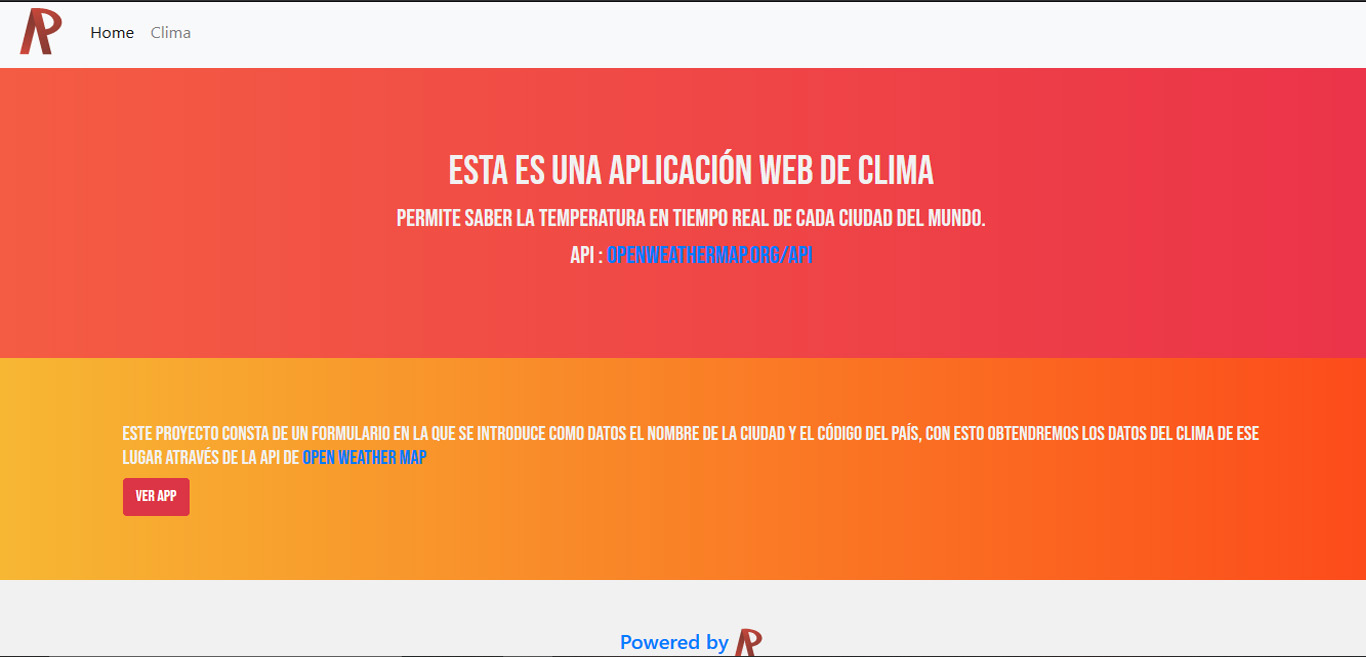 Home Clima
ESTA ES UNA APLICACIÓN WEB DE CLIMA
PERMITE SABER LA TEMPERATURA EN TIEMPO REAL DE CADA CIUDAD DEL MUNDO.
API : OPENWEATHERMAP.ORG/API
ESTE PROYECTO CONSTA DE UN FORMULARIO EN LA QUE SE INTRODUCE COMO DATOS EL NOMBRE DE LA CIUDAD Y EL CÓDIGO DEL PAÍS, CON ESTO OBTENDREMOS LOS DATOS DEL CLIMA DE ESE
LUGAR ATRAVÉS DE LA API DE OPEN WEATHER MAP
VER APP
Powered by